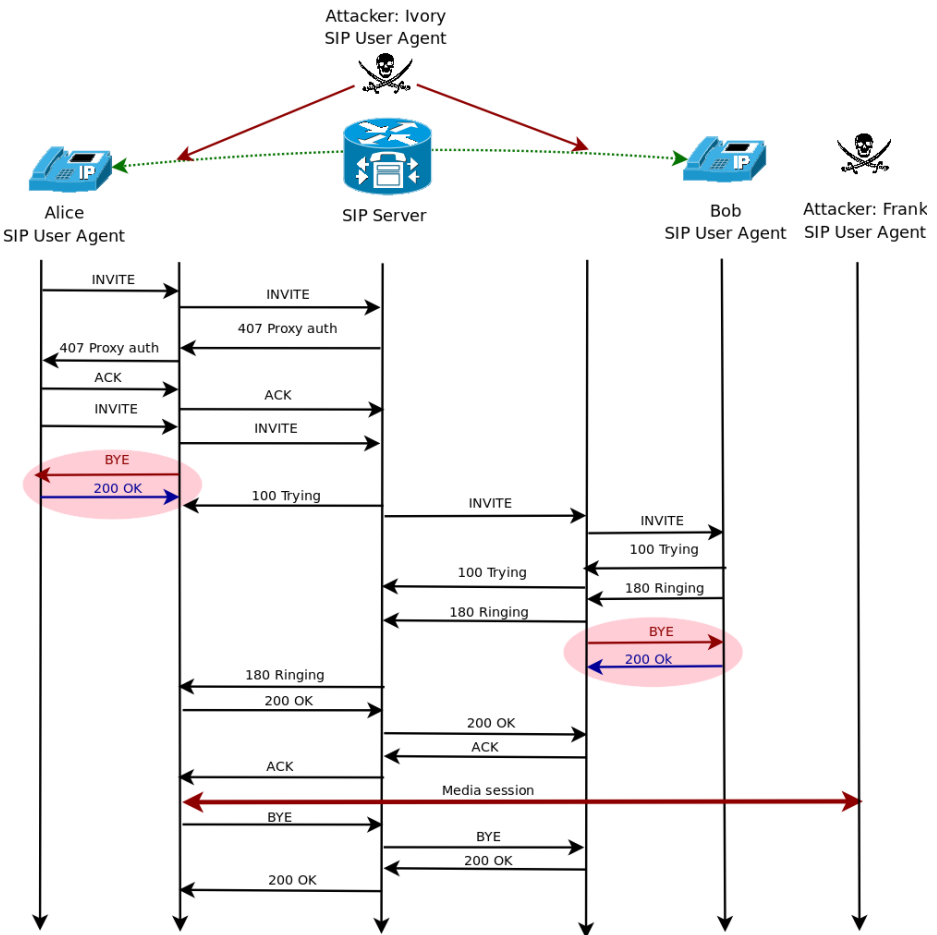 Attacker: Ivory
SIP User Agent
IP
IP
Alice
SIP User Agent
SIP Server
Bob
SIP User Agent
Attacker: Frank
SIP User Agent
INVITE
INVITE
407 Proxy auth
407 Proxy auth
ACK
ACK
INVITE
INVITE
BYE
200 OK
100 Trying
INVITE
INVITE
100 Trying
100 Trying
180 Ringing
180 Ringing
BYE
200 Ok
180 Ringing
200 OK
200 OK
ACK
ACK
Media session
BYE
BYE
200 OK
200 OK